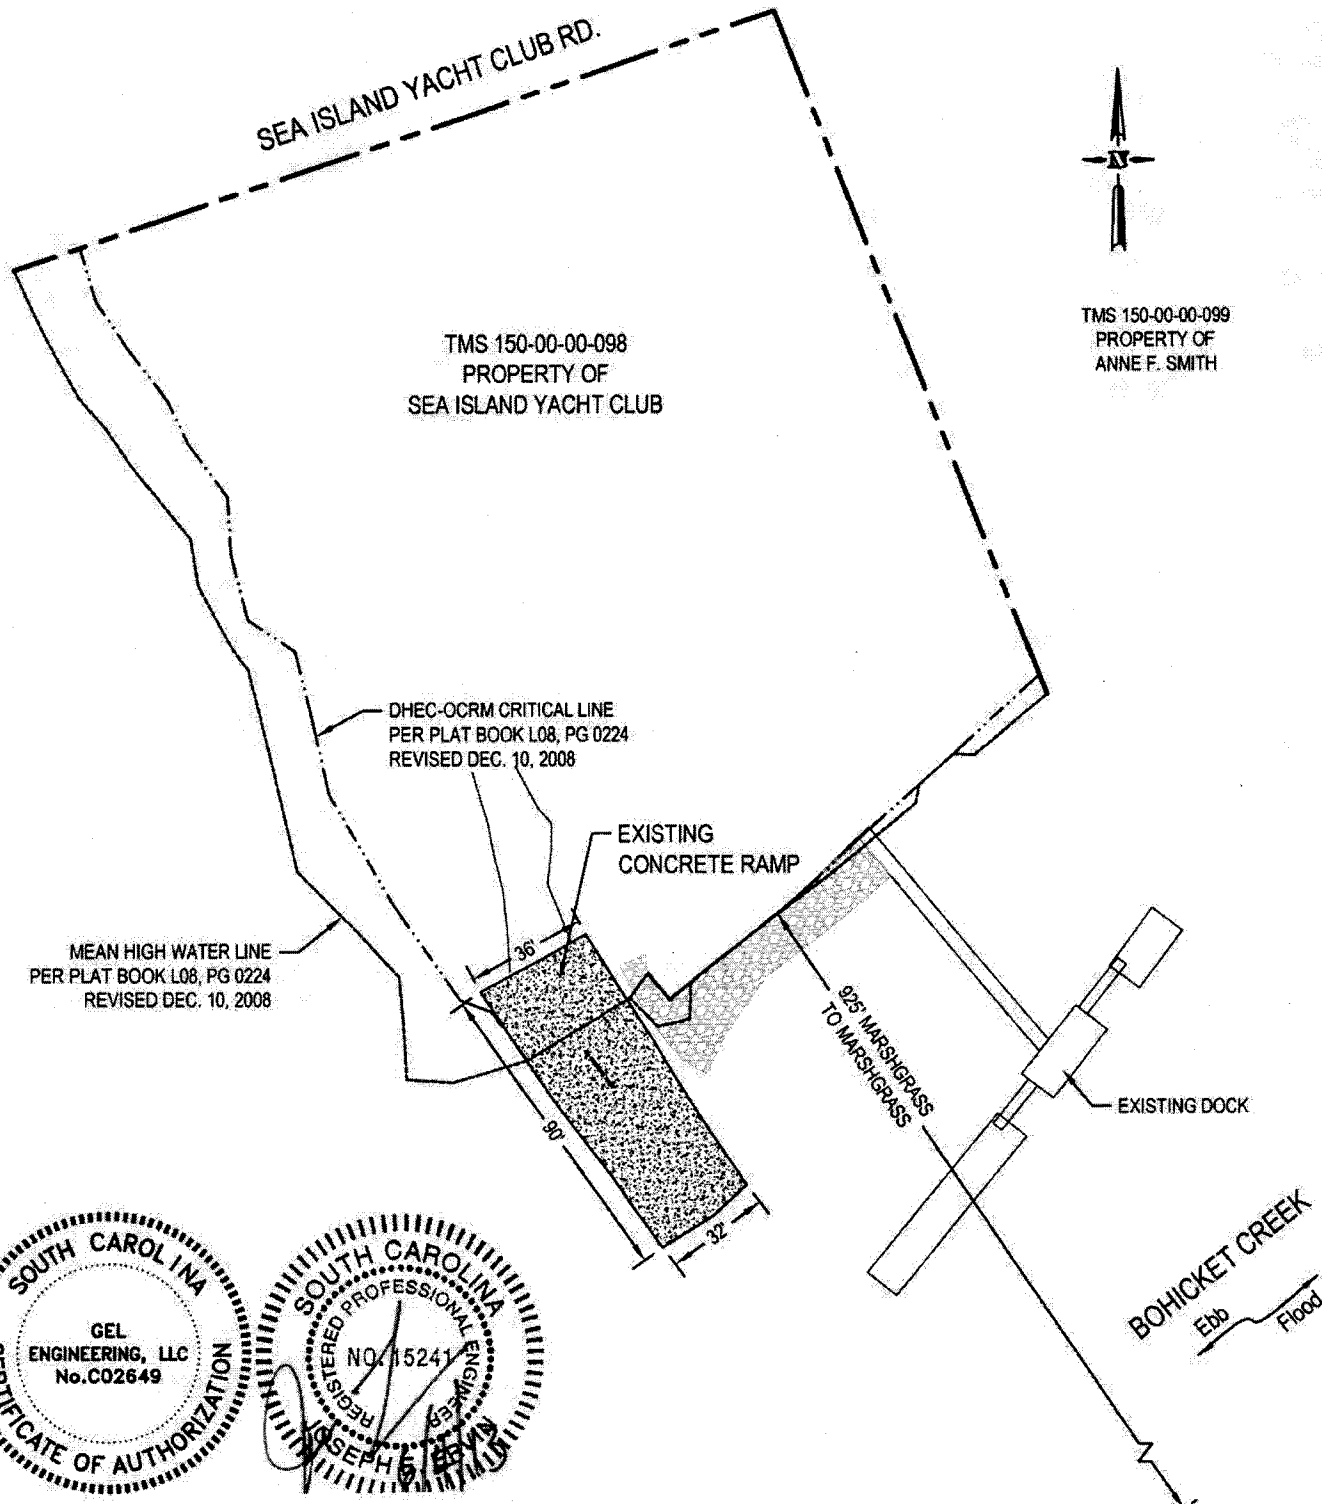 SEA ISLAND YACHT CLUB RD.
N
TMS 150-00-00-099
PROPERTY OF
ANNE F. SMITH
TMS 150-00-00-098
PROPERTY OF
SEA ISLAND YACHT CLUB
DHEC-OCRM CRITICAL LINE
PER PLAT BOOK L08, PG 0224
REVISED DEC. 10, 2008
EXISTING
CONCRETE RAMP
MEAN HIGH WATER LINE
PER PLAT BOOK L08, PG 0224
REVISED DEC. 10, 2008
36'
925' MARSHGRASS
TO MARSHGRASS
90'
EXISTING DOCK
32'
BOHICKET CREEK
Ebb
Flood
SOUTH CAROLINA
GEL
ENGINEERING, LLC
No.C02649
CERTIFICATE OF AUTHORIZATION
SOUTH CAROLINA
REGISTERED PROFESSIONAL ENGINEER
NO. 15241
JOSEPH E. ERVIN